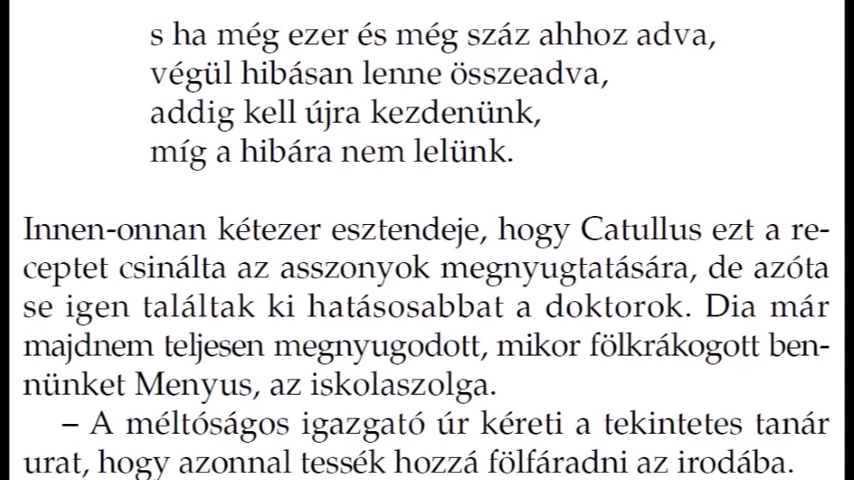 s ha még ezer és még száz ahhoz adva,
végül hibásan lenne összeadva,
addig kell újra kezdenünk,
míg a hibára nem lelünk.
Innen-onnan kétezer esztendeje, hogy Catullus ezt a re-
ceptet csinálta az asszonyok megnyugtatására, de azóta
se igen találtak ki hatásosabbat a doktorok. Dia már
majdnem teljesen megnyugodott, mikor fölkrákogott ben-
nünket Menyus, az iskolaszolga.
– A méltóságos igazgató úr kéreti a tekintetes tanár
urat, hogy azonnal tessék hozzá fölfáradni az irodába.